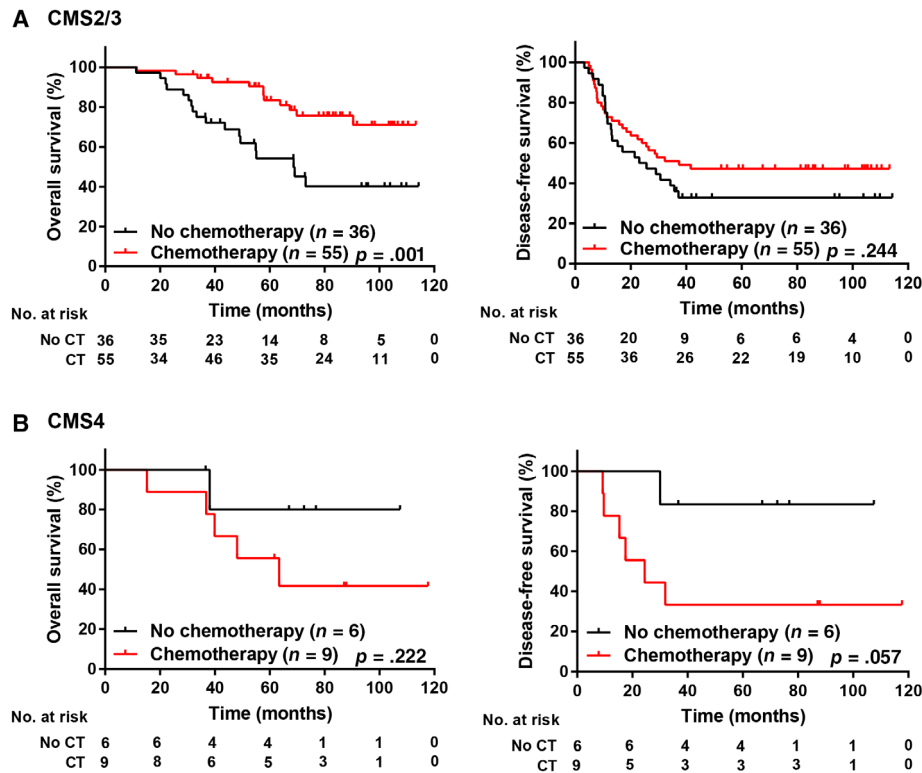 A CMS2/3
Overall survival (%)
100
80
60
40
20
0
No chemotherapy (n = 36)
Chemotherapy (n = 55) p = .001
0 20 40 60 80 100 120
Time (months)
No. at risk
No CT 36 35 23 14 8 5 0
CT 55 34 46 35 24 11 0
Disease-free survival (%)
100
80
60
40
20
0
No chemotherapy (n = 36)
Chemotherapy (n = 55) p = .244
0 20 40 60 80 100 120
Time (months)
No. at risk
No CT 36 20 9 6 6 4 0
CT 55 36 26 22 19 10 0
B CMS4
Overall survival (%)
100
80
60
40
20
0
No chemotherapy (n = 6)
Chemotherapy (n = 9) p = .222
0 20 40 60 80 100 120
Time (months)
No. at risk
No CT 6 6 4 4 1 1 0
CT 9 8 6 5 3 1 0
Disease-free survival (%)
100
80
60
40
20
0
No chemotherapy (n = 6)
Chemotherapy (n = 9) p = .057
0 20 40 60 80 100 120
Time (months)
No. at risk
No CT 6 6 4 4 1 1 0
CT 9 5 3 3 3 1 0